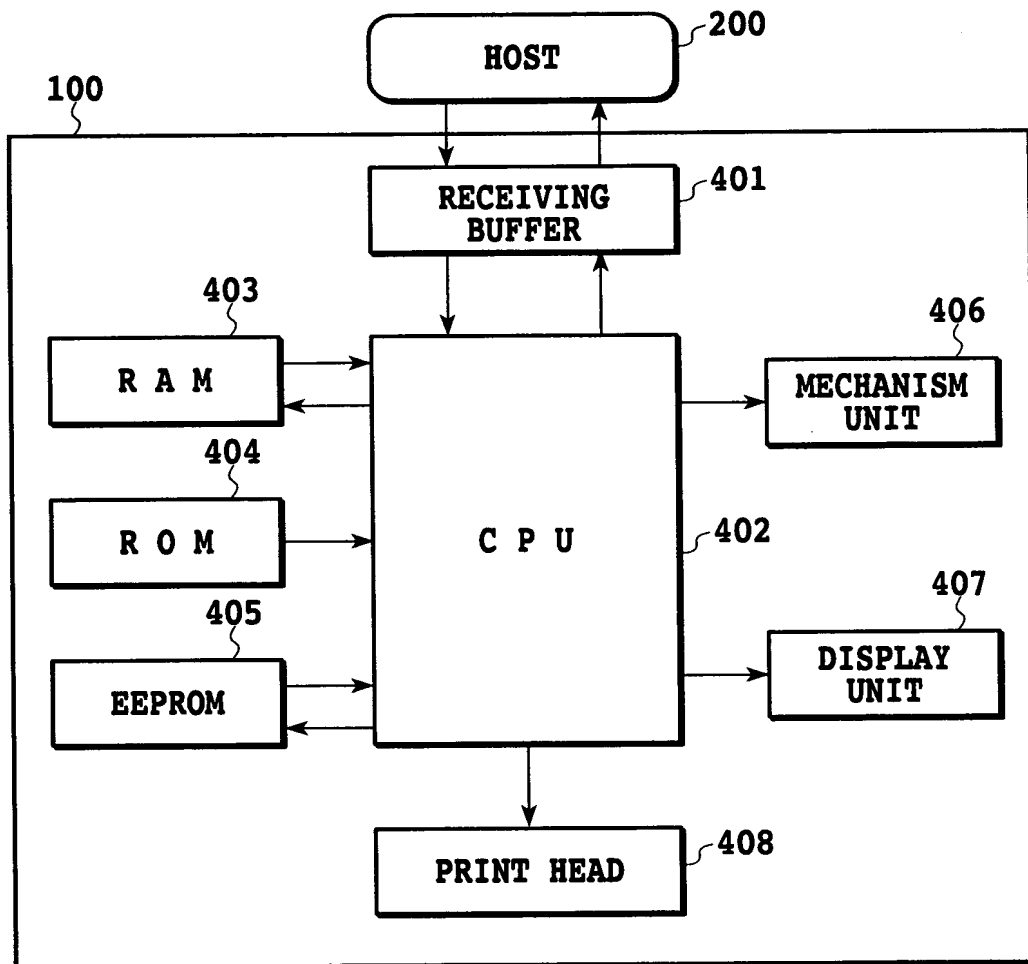 200
HOST
100
401
RECEIVING
BUFFER
403
406
R A M
MECHANISM
UNIT
404
R O M
C P U
402
407
405
DISPLAY
UNIT
EEPROM
408
PRINT HEAD